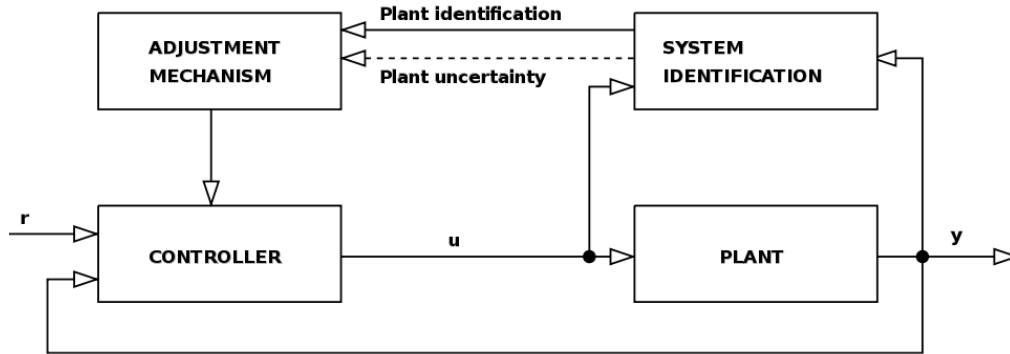 Plant identification
ADJUSTMENT
MECHANISM
SYSTEM
IDENTIFICATION
Plant uncertainty
r
CONTROLLER
u
PLANT
y